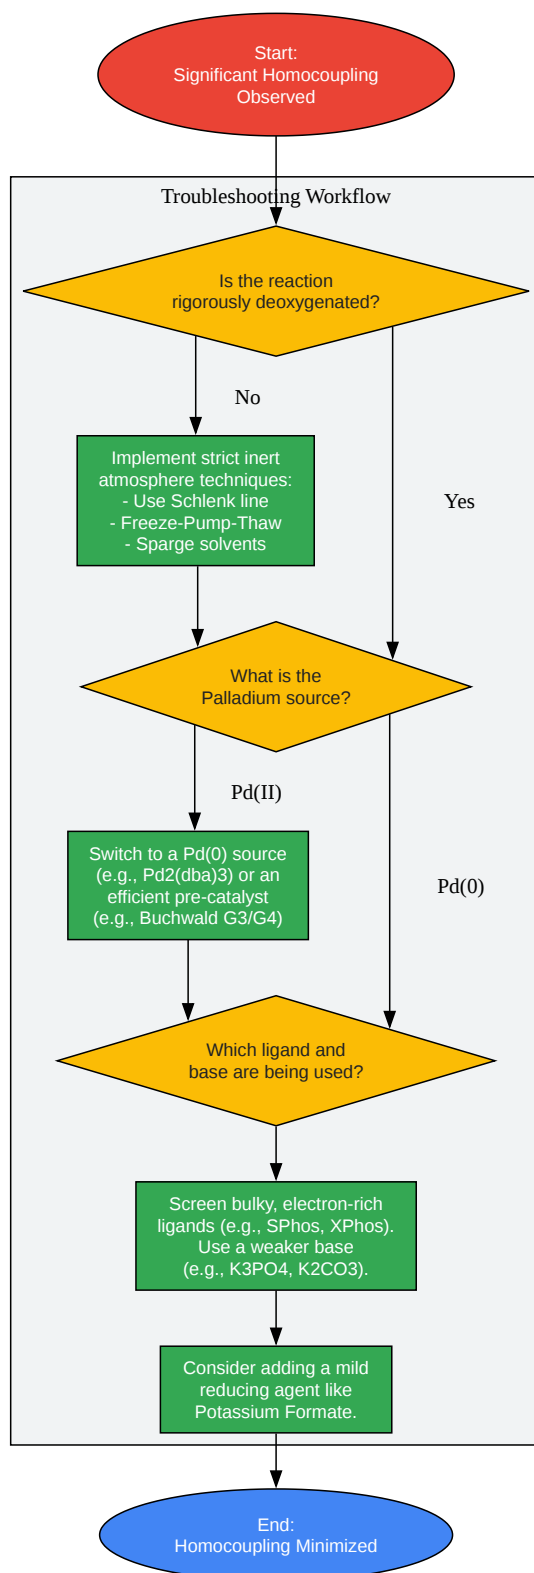 Start:
Significant Homocoupling
Observed
Troubleshooting Workflow
Is the reaction
rigorously deoxygenated?
No
Implement strict inert
atmosphere techniques:
- Use Schlenk line
- Freeze-Pump-Thaw
- Sparge solvents
Yes
What is the
Palladium source?
Pd(II)
Switch to a Pd(0) source
(e.g., Pd2(dba)3) or an
efficient pre-catalyst
(e.g., Buchwald G3/G4)
Pd(0)
Which ligand and
base are being used?
Screen bulky, electron-rich
ligands (e.g., SPhos, XPhos).
Use a weaker base
(e.g., K3PO4, K2CO3).
Consider adding a mild
reducing agent like
Potassium Formate.
End:
Homocoupling Minimized